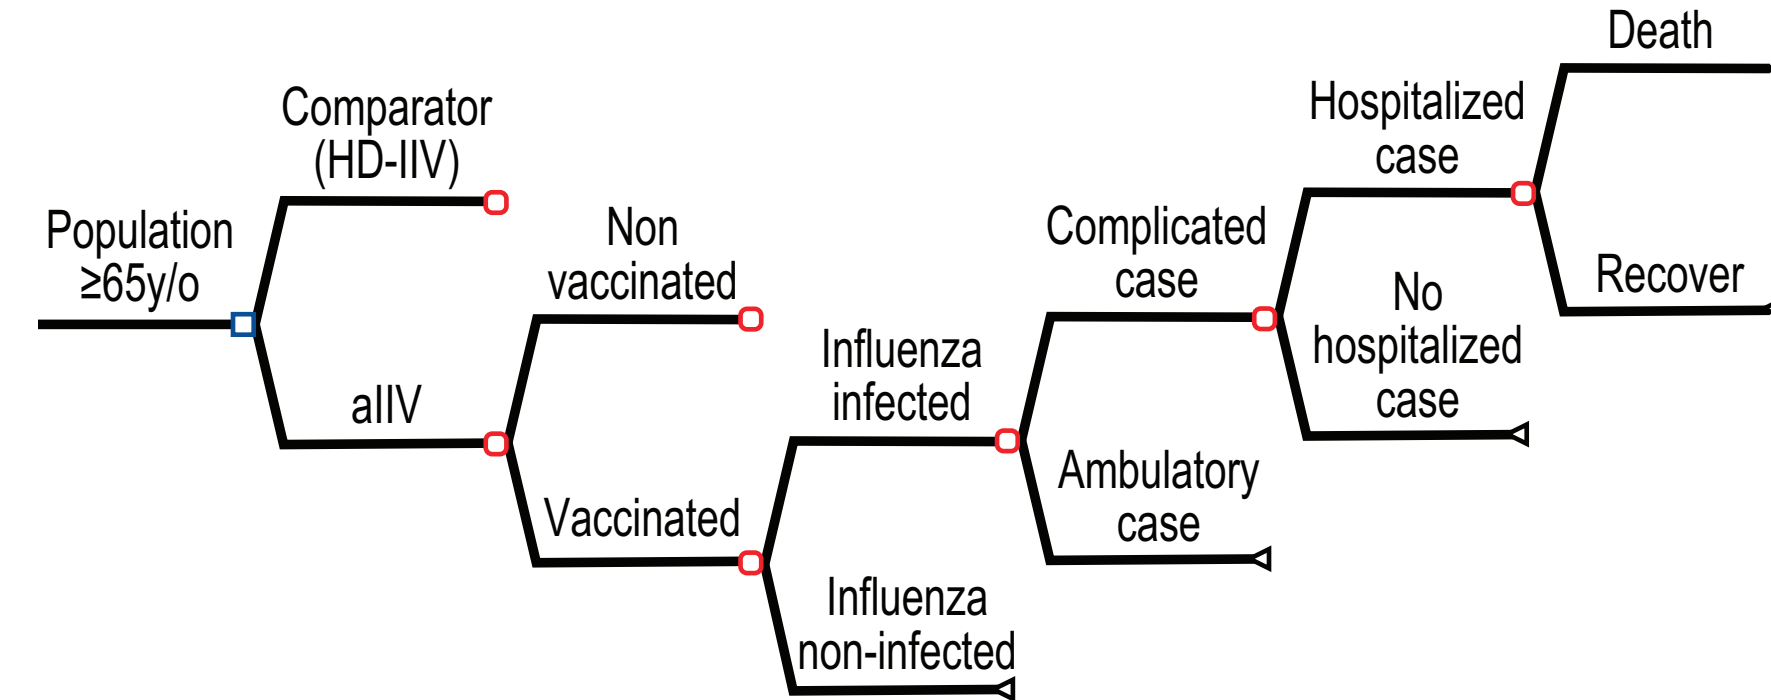 Death
Hospitalized
case
Comparator
(HD-IIV)
Population
≥65y/o
Non
vaccinated
Complicated
case
Recover
No
hospitalized
case
Influenza
infected
aIIV
Ambulatory
case
Vaccinated
Influenza
non-infected